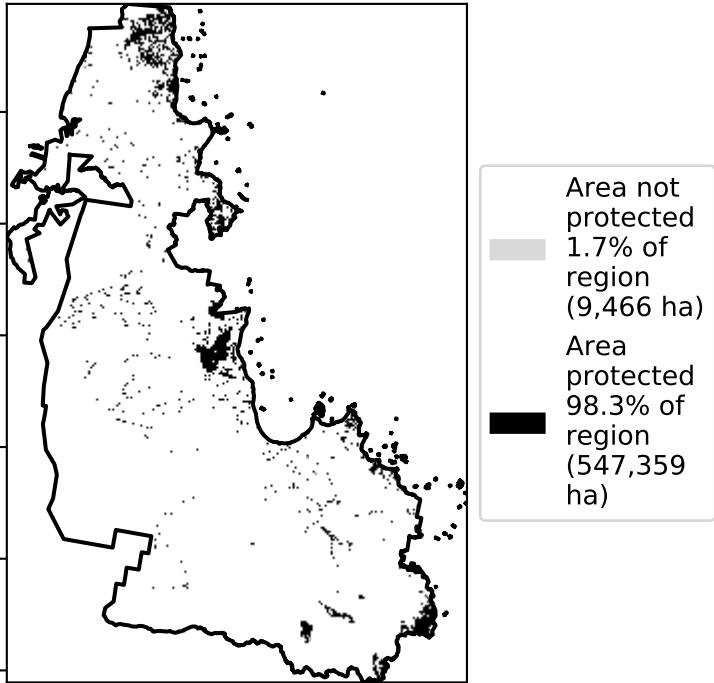 Area not
protected
1.7% of
region
(9,466 ha)
Area
protected
98.3% of
region
(547,359
ha)